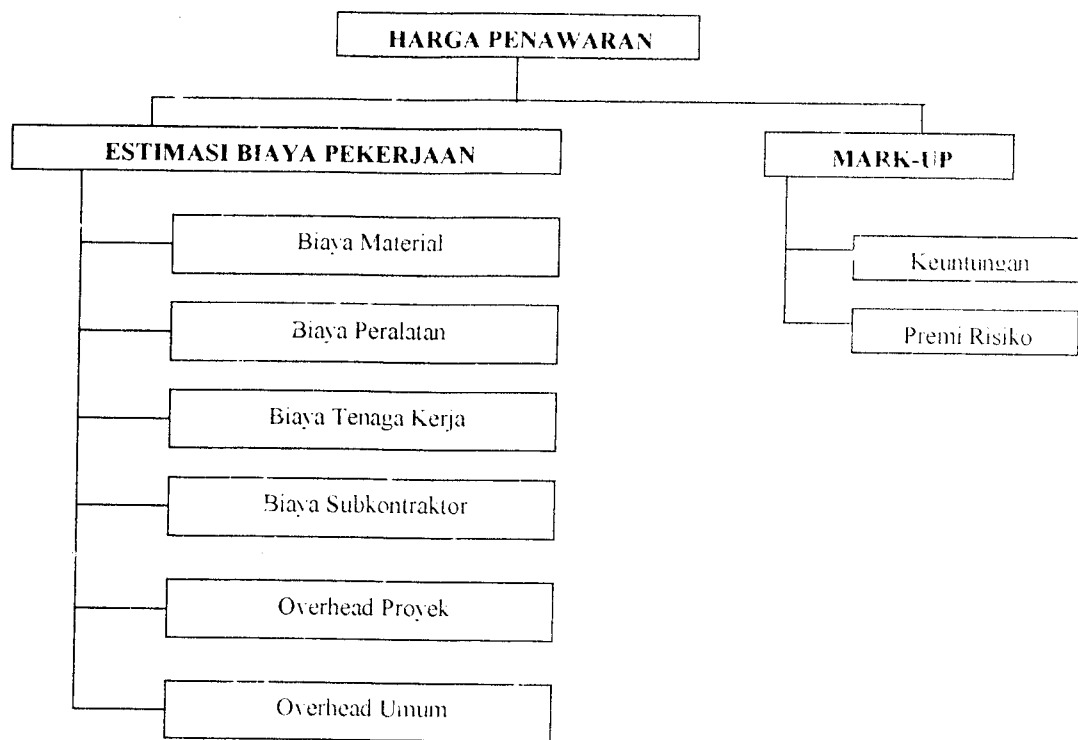 HARGA PENAWARAN
ESTIMASI BIAYA PEKERJAAN
Biaya Material
Biaya Peralatan
Biaya Tenaga Kerja
Biaya Subkontraktor
Overhead Proyek
Overhead Umum
MARK-UP
Keuntungan
Premi Risiko